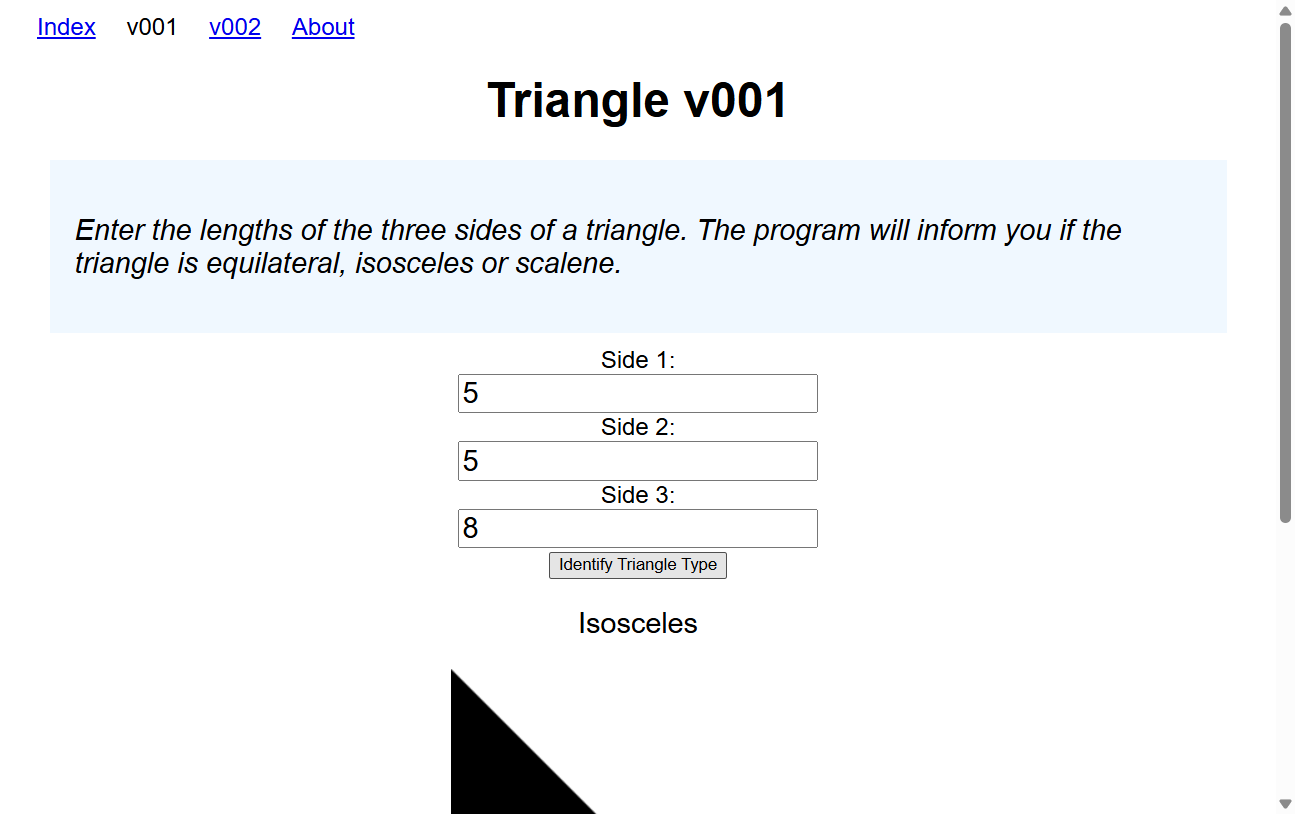 Index v001 v002 About
Triangle v001
Enter the lengths of the three sides of a triangle. The program will inform you if the
triangle is equilateral, isosceles or scalene.
Side 1:
5
Side 2:
5
Side 3:
8
Identify Triangle Type
Isosceles